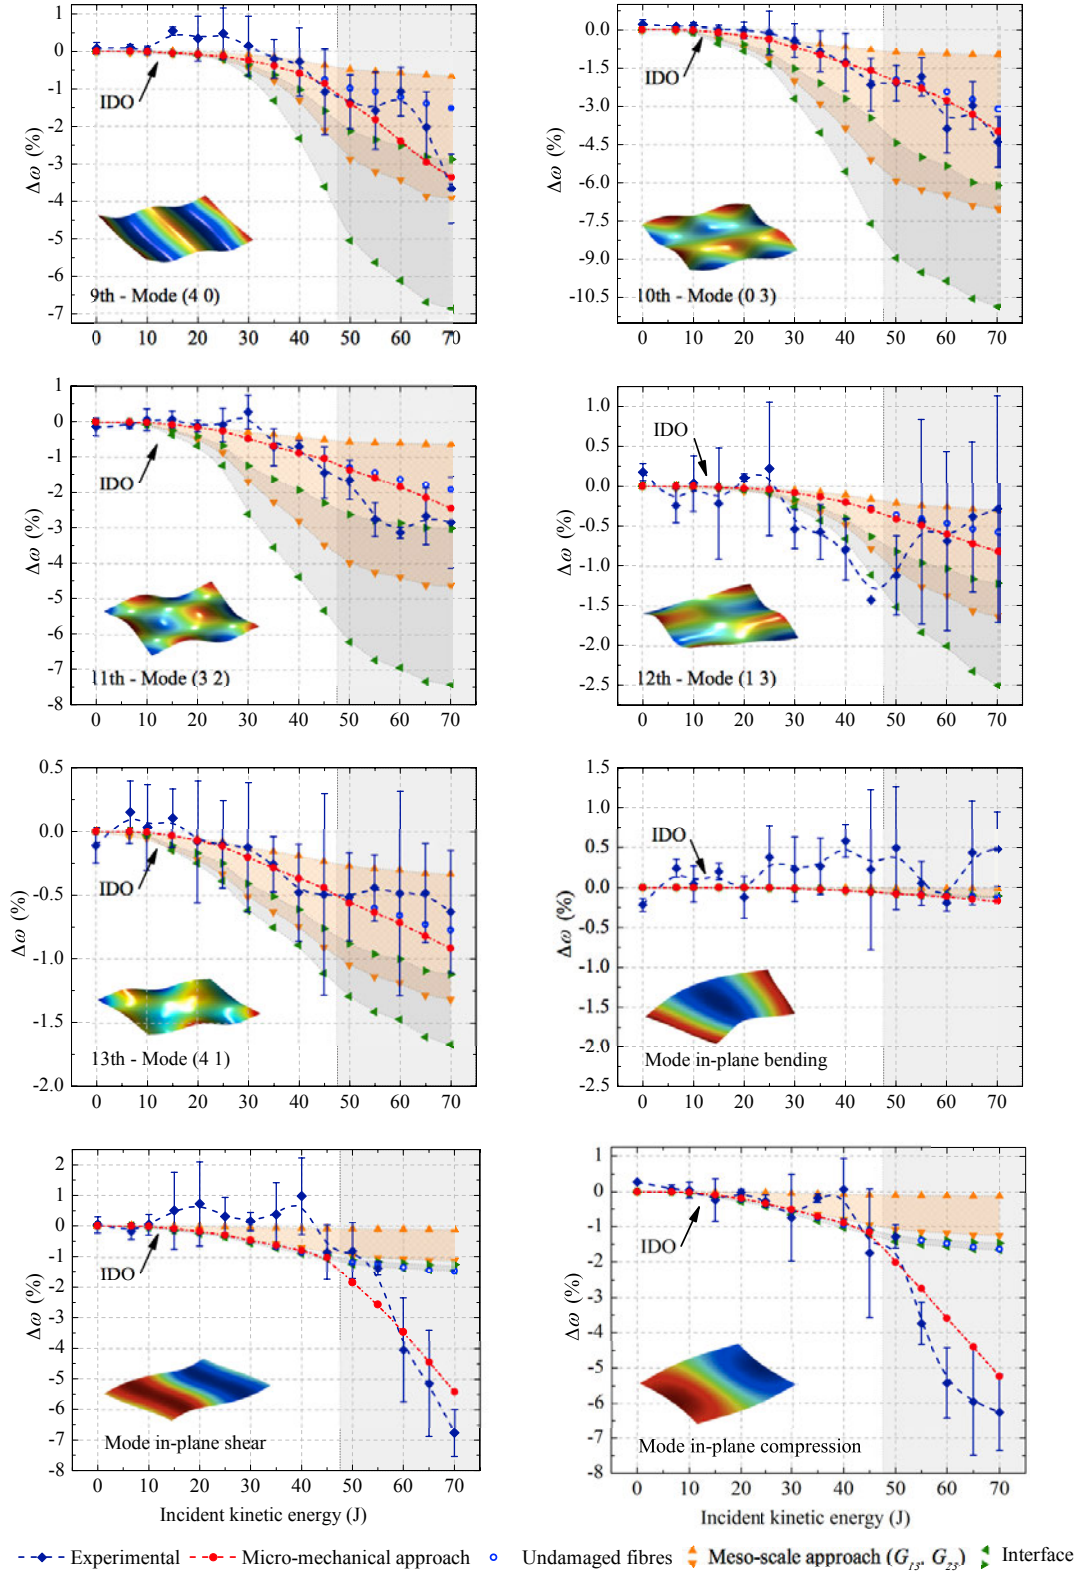 1
0
-1
-2
-3
-4
-5
-6
-7
Δω (%)
IDO
9th - Mode (4 0)
0 10 20 30 40 50 60 70
0.0
-1.5
-3.0
-4.5
-6.0
-7.5
-9.0
-10.5
Δω (%)
IDO
10th - Mode (0 3)
0 10 20 30 40 50 60 70
1
0
-1
-2
-3
-4
-5
-6
-7
-8
Δω (%)
IDO
11th - Mode (3 2)
0 10 20 30 40 50 60 70
1.0
0.5
0.0
-0.5
-1.0
-1.5
-2.0
-2.5
Δω (%)
IDO
12th - Mode (1 3)
0 10 20 30 40 50 60 70
0.5
0.0
-0.5
-1.0
-1.5
-2.0
Δω (%)
IDO
13th - Mode (4 1)
0 10 20 30 40 50 60 70
1.5
1.0
0.5
0.0
-0.5
-1.0
-1.5
-2.0
-2.5
Δω (%)
IDO
Mode in-plane bending
0 10 20 30 40 50 60 70
2
1
0
-1
-2
-3
-4
-5
-6
-7
-8
Δω (%)
IDO
Mode in-plane shear
0 10 20 30 40 50 60 70
Incident kinetic energy (J)
1
0
-1
-2
-3
-4
-5
-6
-7
-8
Δω (%)
IDO
Mode in-plane compression
0 10 20 30 40 50 60 70
Incident kinetic energy (J)
Experimental Micro-mechanical approach Undamaged fibres Meso-scale approach (G13, G23) Interface